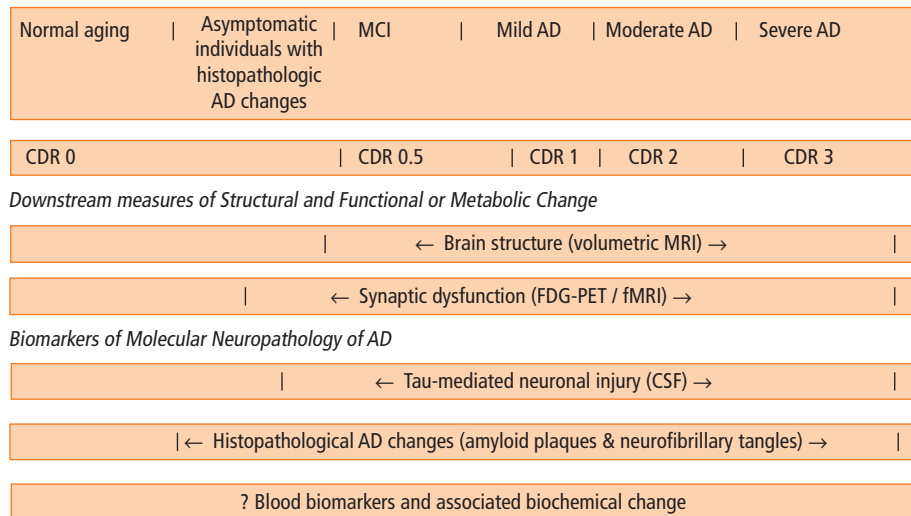 Normal aging | Asymptomatic individuals with histopathologic AD changes | MCI | Mild AD | Moderate AD | Severe AD
CDR 0 | CDR 0.5 | CDR 1 | CDR 2 | CDR 3
Downstream measures of Structural and Functional or Metabolic Change
| ← Brain structure (volumetric MRI) → |
| ← Synaptic dysfunction (FDG-PET / fMRI) → |
Biomarkers of Molecular Neuropathology of AD
| ← Tau-mediated neuronal injury (CSF) → |
| ← Histopathological AD changes (amyloid plaques & neurofibrillary tangles) → |
? Blood biomarkers and associated biochemical change